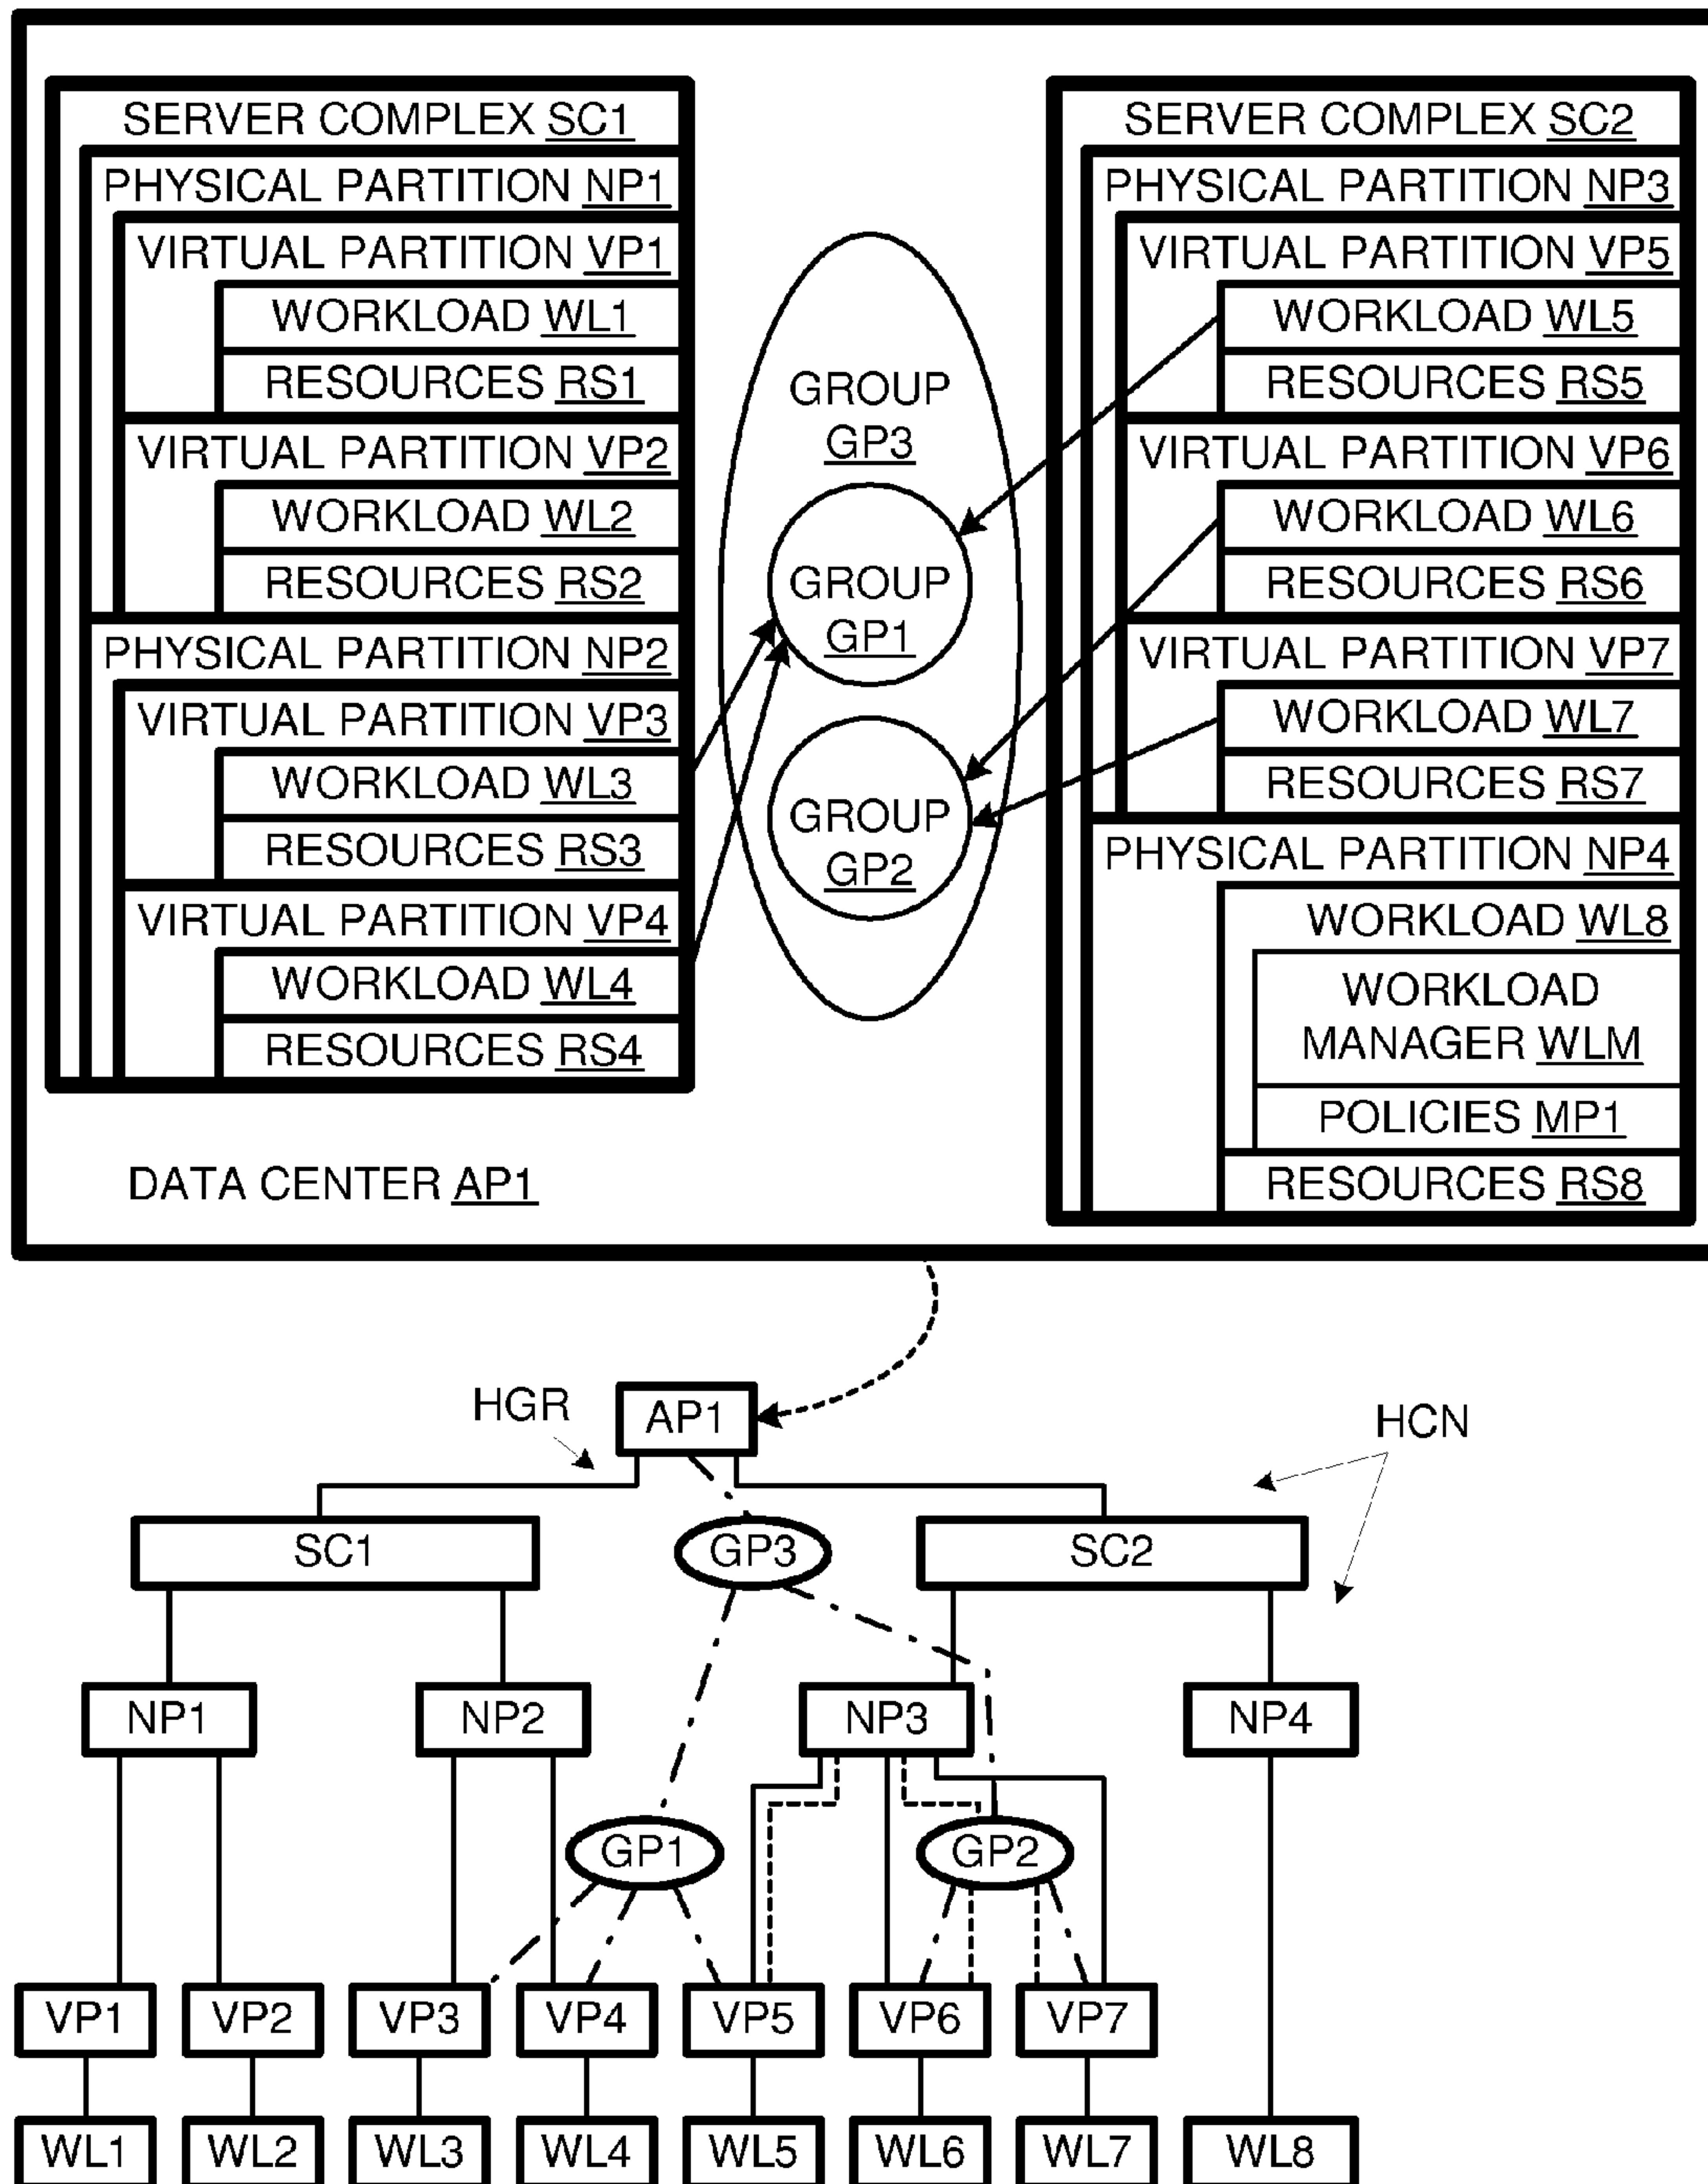 SERVER COMPLEX SC1
PHYSICAL PARTITION NP1
VIRTUAL PARTITION VP1
WORKLOAD WL1
RESOURCES RS1
VIRTUAL PARTITION VP2
WORKLOAD WL2
RESOURCES RS2
PHYSICAL PARTITION NP2
VIRTUAL PARTITION VP3
WORKLOAD WL3
RESOURCES RS3
VIRTUAL PARTITION VP4
WORKLOAD WL4
RESOURCES RS4
GROUP
GP3
GROUP
GP1
GROUP
GP2
SERVER COMPLEX SC2
PHYSICAL PARTITION NP3
VIRTUAL PARTITION VP5
WORKLOAD WL5
RESOURCES RS5
VIRTUAL PARTITION VP6
WORKLOAD WL6
RESOURCES RS6
VIRTUAL PARTITION VP7
WORKLOAD WL7
RESOURCES RS7
PHYSICAL PARTITION NP4
WORKLOAD WL8
WORKLOAD
MANAGER WLM
POLICIES MP1
RESOURCES RS8
DATA CENTER AP1
HGR
AP1
HCN
SC1
GP3
SC2
NP1
NP2
NP3
NP4
GP1
GP2
VP1
VP2
VP3
VP4
VP5
VP6
VP7
WL1
WL2
WL3
WL4
WL5
WL6
WL7
WL8